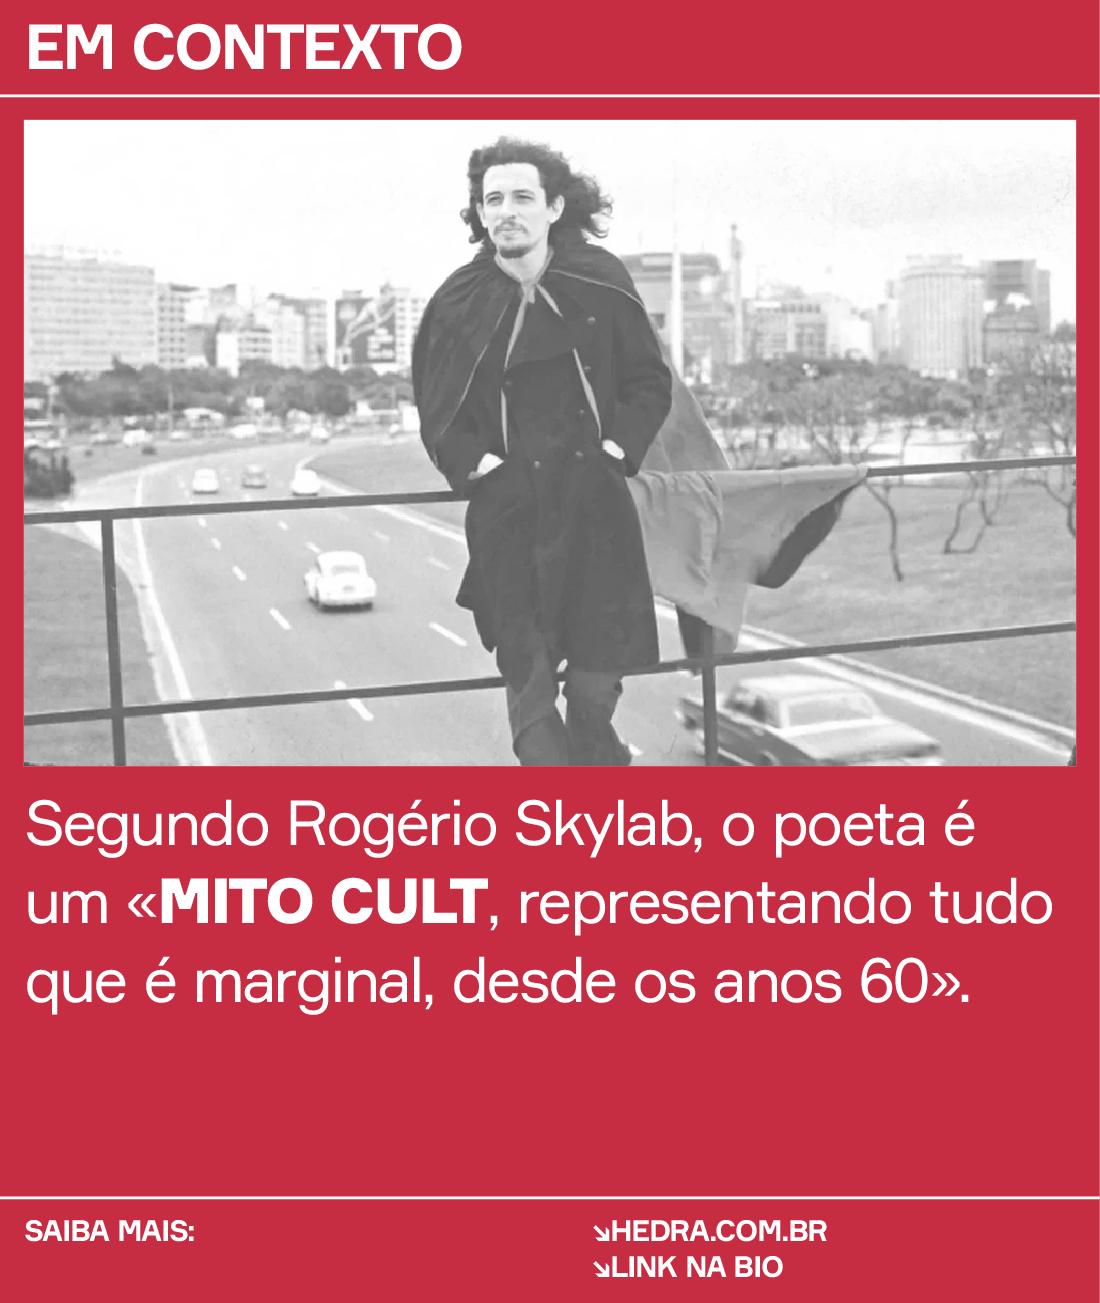 EM CONTEXTO
Segundo Rogério Skylab, o poeta é
um «MITO CULT, representando tudo
que é marginal, desde os anos 60».
SAIBA MAIS:
↘HEDRA.COM.BR
↘LINK NA BIO